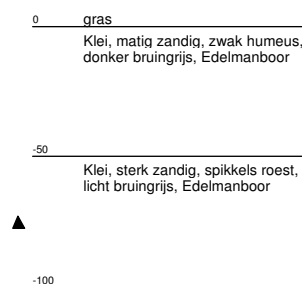 0 gras
Klei, matig zandig, zwak humeus,
donker bruingrijs, Edelmanboor
-50
Klei, sterk zandig, spikkels roest,
licht bruingrijs, Edelmanboor
-100